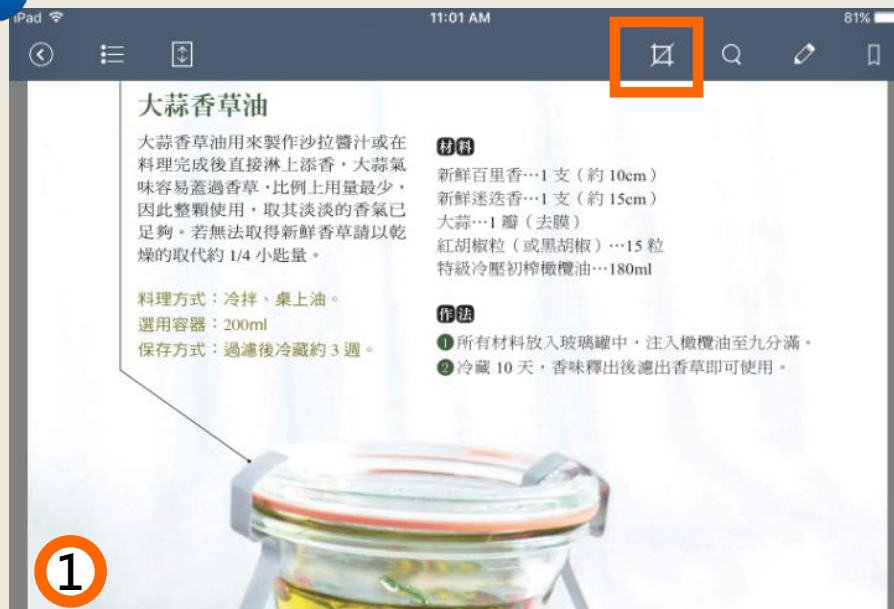 iPad
11:01 AM
81%
大蒜香草油
大蒜香草油用來製作沙拉醬汁或在
料理完成後直接淋上添香,大蒜氣
味容易蓋過香草,比例上用量最少,
因此整顆使用,取其淡淡的香氣已
足夠。若無法取得新鮮香草請以乾
燥的取代約 1/4 小匙量。
料理方式:冷拌、桌上油。
選用容器:200ml
保存方式:過濾後冷藏約 3 週。
材料
新鮮百里香…1 支(約 10cm)
新鮮迷迭香…1 支(約 15cm)
大蒜…1 瓣(去膜)
紅胡椒粒(或黑胡椒)…15 粒
特級冷壓初榨橄欖油…180ml
作法
❶所有材料放入玻璃罐中,注入橄欖油至九分滿。
❷冷藏 10 天,香味釋出後濾出香草即可使用。
1